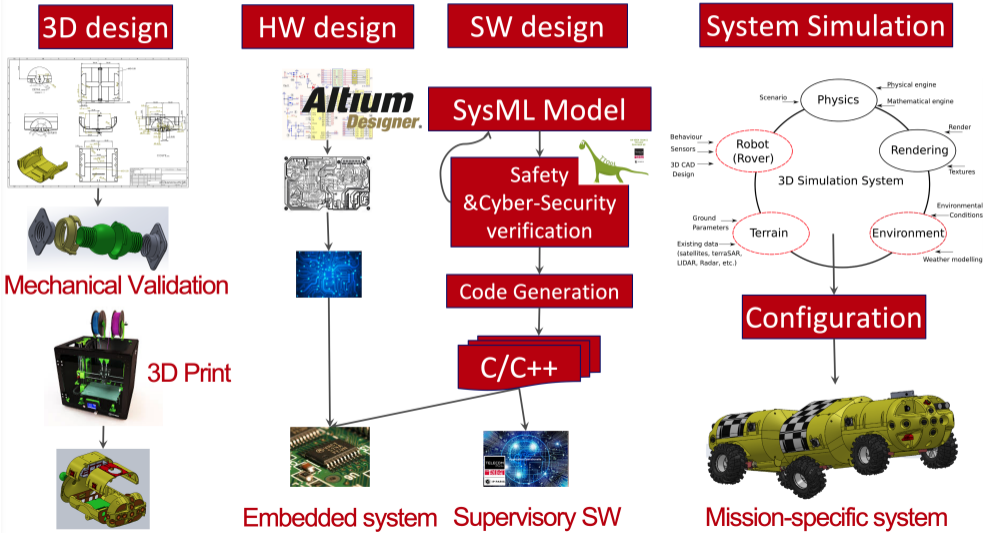 3D design
HW design
SW design
System Simulation
Altium
Designer.
SysML Model
Safety
&Cyber-Security
verification
Code Generation
C/C++
Mechanical Validation
3D Print
Embedded system
TELECOM
Supervisory SW
Physical engine
Scenario
Physics
Mathematical engine
Behaviour
Sensors
3D CAD
Design
Robot
(Rover)
Render
Rendering
Textures
3D Simulation System
Ground
Parameters
Terrain
Existing data
(satellites, terraSAR,
LIDAR, Radar, etc.)
Environmental
Conditions
Environment
Weather modelling
Configuration
Mission-specific system